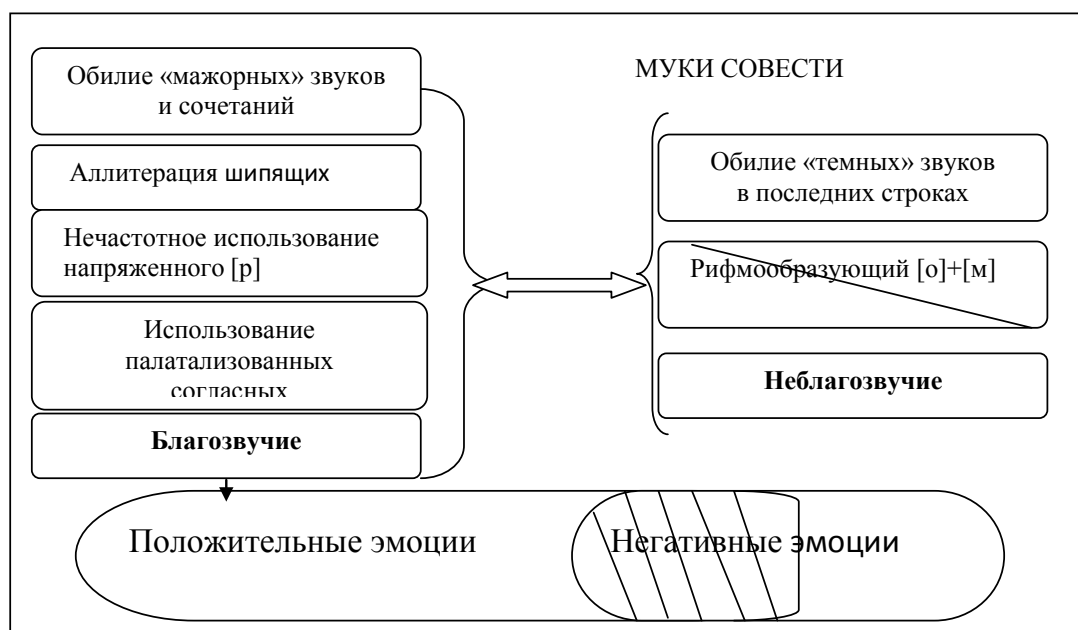 Обилие «мажорных» звуков
и сочетаний
Аллитерация шипящих
Нечастотное использование
напряженного [р]
Использование
палатализованных
согласных
Благозвучие
МУКИ СОВЕСТИ
Обилие «темных» звуков
в последних строках
Рифмообразующий [о]+[м]
Неблагозвучие
Положительные эмоции
Негативные эмоции